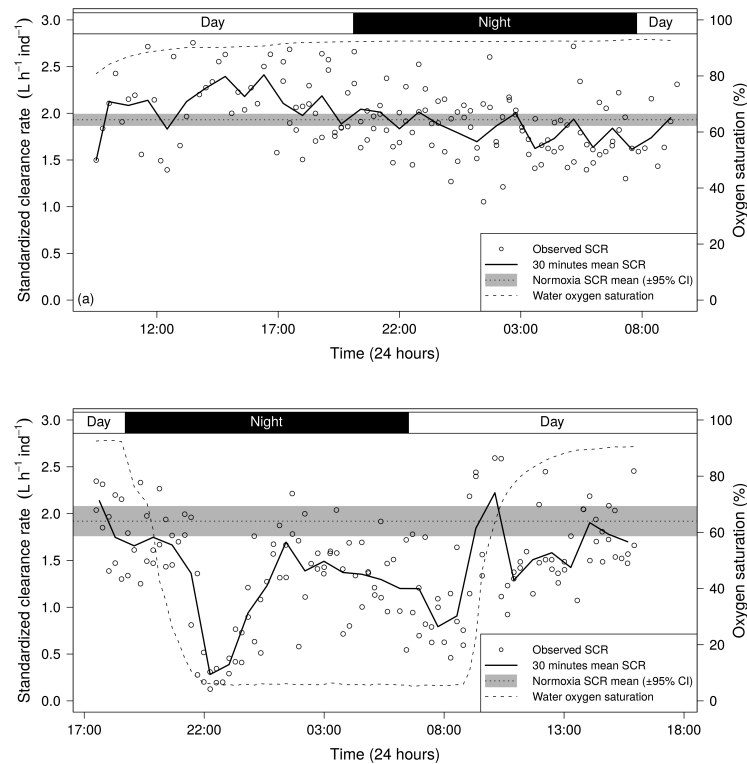 Day Night Day
3.0
2.5
2.0
1.5
1.0
0.5
0.0
Standardized clearance rate (L h⁻¹ ind⁻¹)
100
80
60
40
20
0
Oxygen saturation (%)
Observed SCR
30 minutes mean SCR
Normoxia SCR mean (±95% CI)
Water oxygen saturation
(a)
12:00 17:00 22:00 03:00 08:00
Time (24 hours)
Day Night Day
3.0
2.5
2.0
1.5
1.0
0.5
0.0
Standardized clearance rate (L h⁻¹ ind⁻¹)
100
80
60
40
20
0
Oxygen saturation (%)
Observed SCR
30 minutes mean SCR
Normoxia SCR mean (±95% CI)
Water oxygen saturation
17:00 22:00 03:00 08:00 13:00 18:00
Time (24 hours)